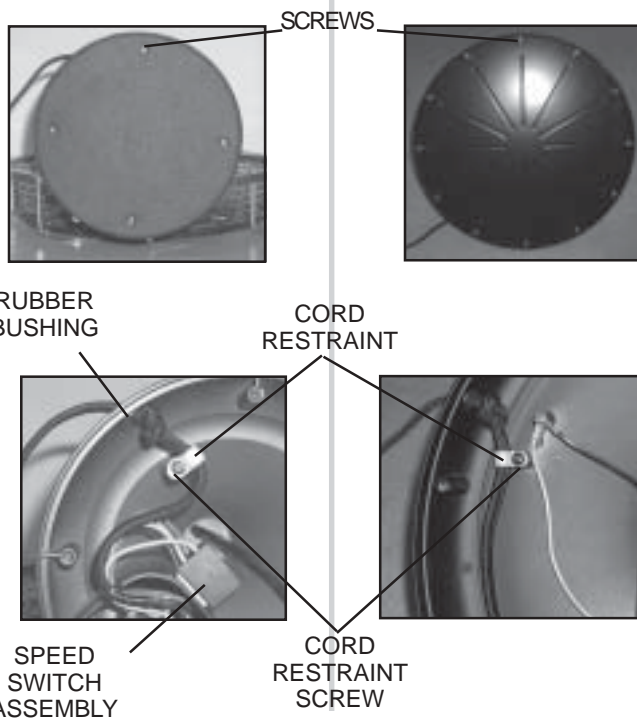 SCREWS
RUBBER
BUSHING
CORD
RESTRAINT
SPEED
SWITCH
ASSEMBLY
CORD
RESTRAINT
SCREW